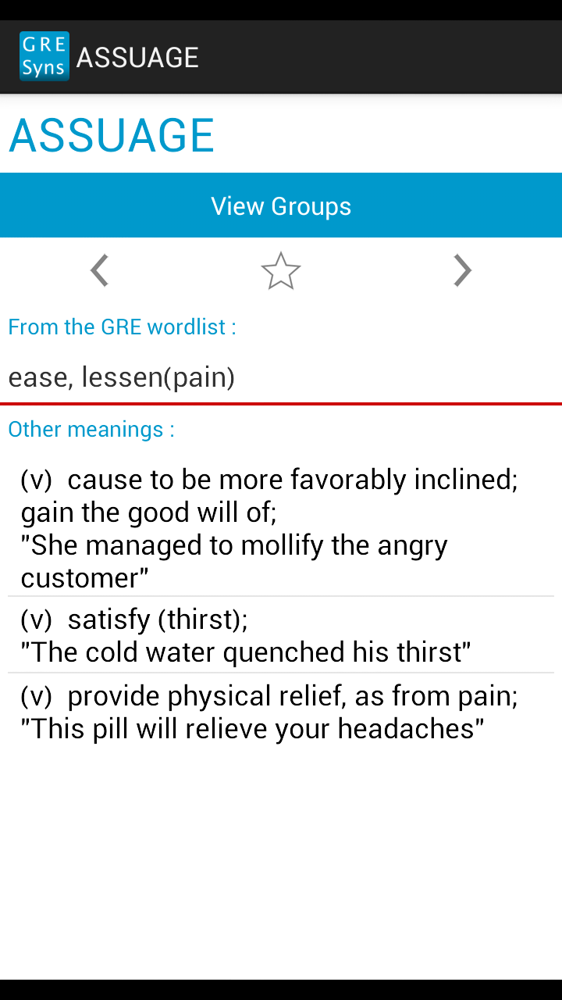 GRE
Syns
ASSUAGE
ASSUAGE
View Groups
From the GRE wordlist :
ease, lessen(pain)
Other meanings :
(v)  cause to be more favorably inclined;
gain the good will of;
"She managed to mollify the angry
customer"
(v)  satisfy (thirst);
"The cold water quenched his thirst"
(v)  provide physical relief, as from pain;
"This pill will relieve your headaches"